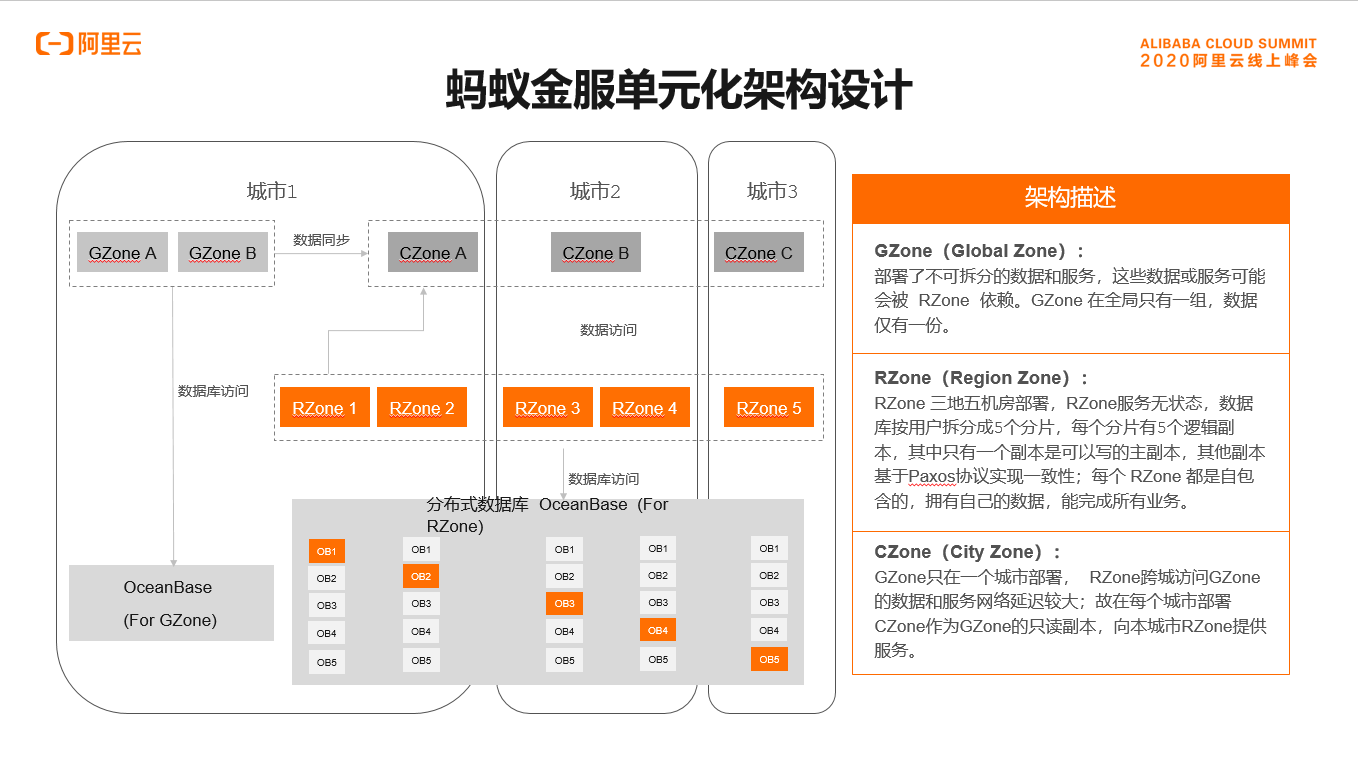 阿里云
ALIBABA CLOUD SUMMIT
2020阿里云线上峰会
蚂蚁金服单元化架构设计
城市1
城市2
城市3
GZone A
GZone B
数据同步
CZone A
CZone B
CZone C
数据访问
数据库访问
RZone 1
RZone 2
RZone 3
RZone 4
RZone 5
数据库访问
分布式数据库 OceanBase (For
RZone)
OB1
OB2
OB3
OB4
OB5
OB1
OB2
OB3
OB4
OB5
OB1
OB2
OB3
OB4
OB5
OB1
OB2
OB3
OB4
OB5
OB1
OB2
OB3
OB4
OB5
OceanBase
(For GZone)
架构描述
GZone（Global Zone）：
部署了不可拆分的数据和服务，这些数据或服务可能
会被 RZone 依赖。GZone 在全局只有一组，数据
仅有一份。
RZone（Region Zone）：
RZone 三地五机房部署，RZone服务无状态，数据
库按用户拆分成5个分片，每个分片有5个逻辑副
本，其中只有一个副本是可以写的主副本，其他副本
基于Paxos协议实现一致性；每个 RZone 都是自包
含的，拥有自己的数据，能完成所有业务。
CZone（City Zone）：
GZone只在一个城市部署， RZone跨城访问GZone
的数据和服务网络延迟较大；故在每个城市部署
CZone作为GZone的只读副本，向本城市RZone提供
服务。